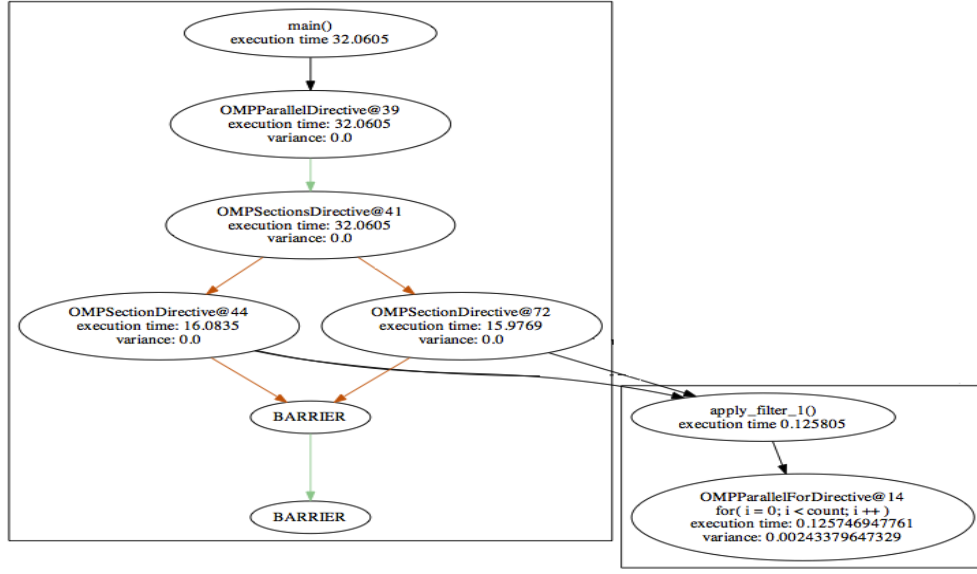 main()
execution time 32.0605
OMPParallelDirective@39
execution time: 32.0605
variance: 0.0
OMPSectionsDirective@41
execution time: 32.0605
variance: 0.0
OMPSectionDirective@44
execution time: 16.0835
variance: 0.0
OMPSectionDirective@72
execution time: 15.9769
variance: 0.0
BARRIER
BARRIER
apply_filter_1()
execution time 0.125805
OMPParallelForDirective@14
for( i = 0; i < count; i ++ )
execution time: 0.125746947761
variance: 0.00243379647329